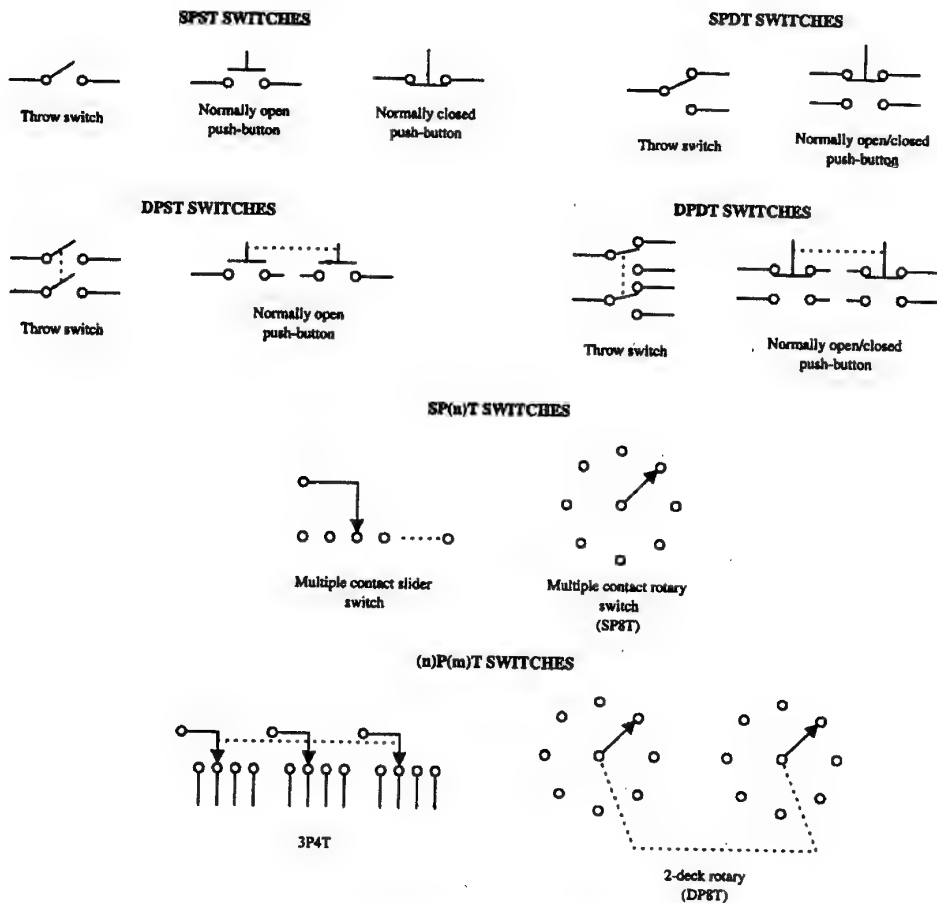 SPST SWITCHES
SPDT SWITCHES
Throw switch
Normally open
push-button
Normally closed
push-button
Throw switch
Normally open/closed
push-button
DPST SWITCHES
DPDT SWITCHES
Throw switch
Normally open
push-button
Throw switch
Normally open/closed
push-button
SP(n)T SWITCHES
Multiple contact slider
switch
Multiple contact rotary
switch
(SP8T)
(n)P(m)T SWITCHES
3P4T
2-deck rotary
(DP8T)